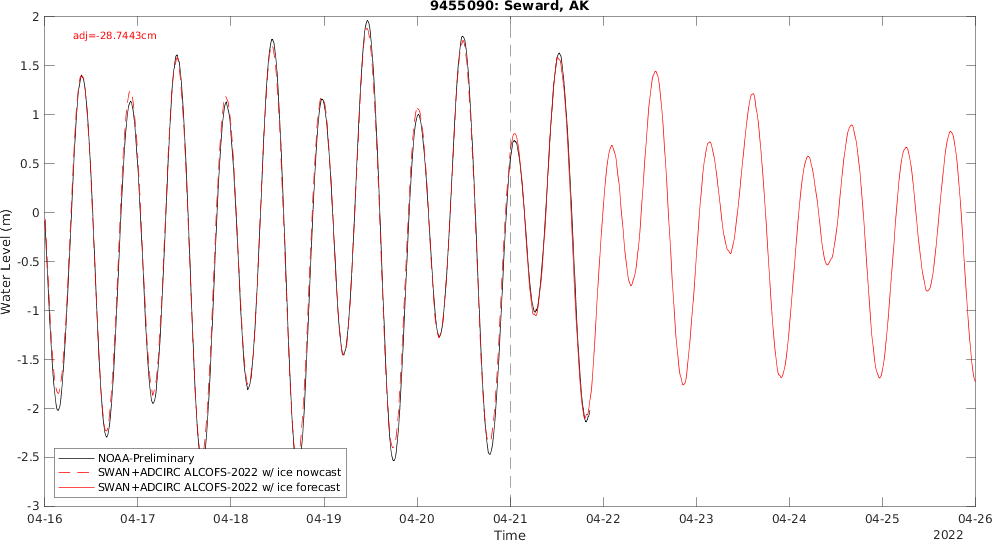 9455090: Seward, AK
adj=-28.7443cm
2
1.5
1
0.5
0
-0.5
-1
-1.5
-2
-2.5
-3
Water Level (m)
NOAA-Preliminary
SWAN+ADCIRC ALCOFS-2022 w/ ice nowcast
SWAN+ADCIRC ALCOFS-2022 w/ ice forecast
04-16 04-17 04-18 04-19 04-20 04-21 04-22 04-23 04-24 04-25 04-26
Time
2022